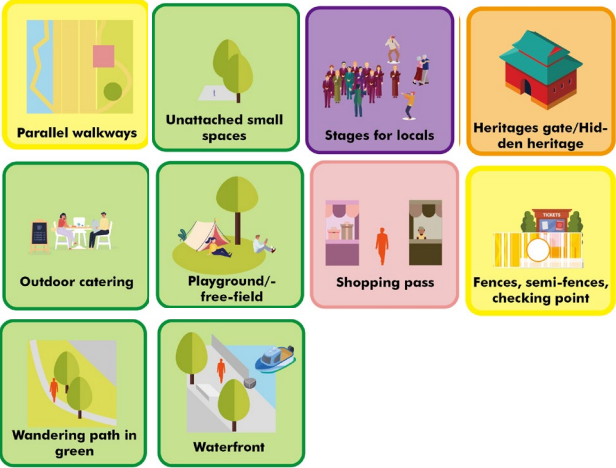 Parallel walkways
Unattached small
spaces
Stages for locals
Heritages gate/Hid-
den heritage
Outdoor catering
Playground/-
free-field
Shopping pass
TICKETS
Fences, semi-fences,
checking point
Wandering path in
green
Waterfront